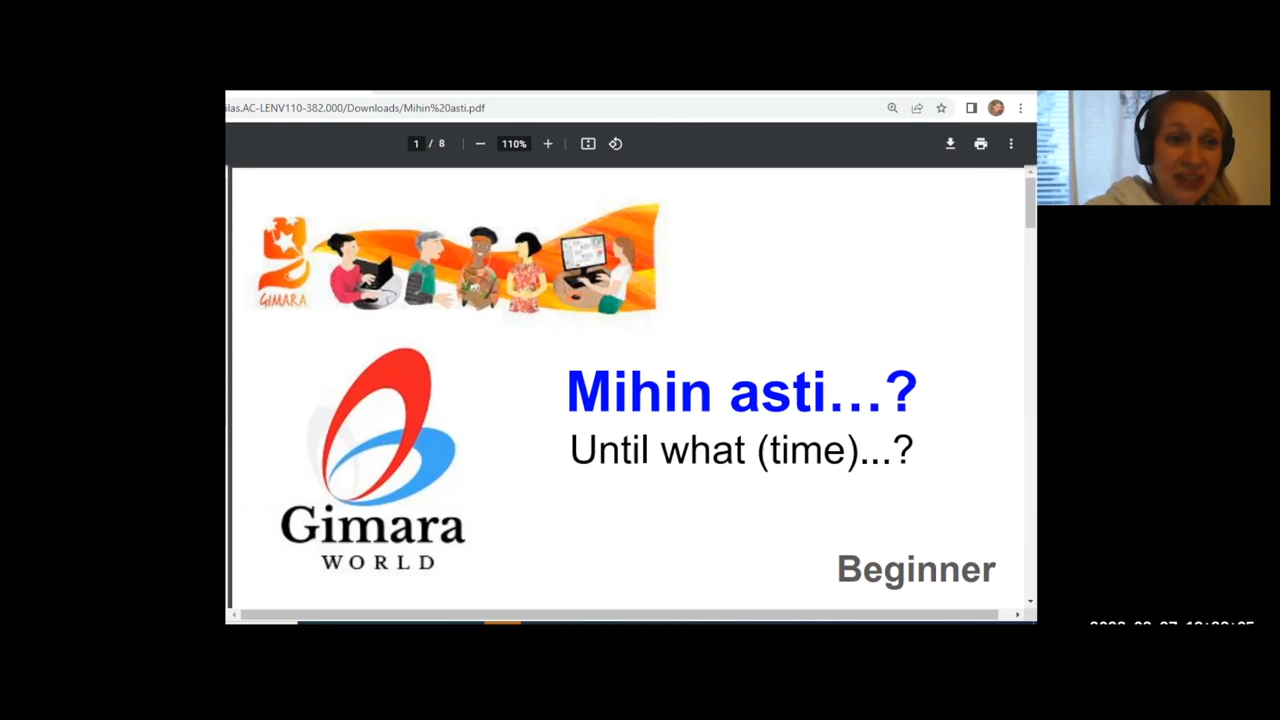 ilas.AC-LENV110-382.000/Downloads/Mihin%20asti.pdf
1 / 8
110%
GIMARA
Mihin asti…?
Until what (time)...?
Gimara
WORLD
Beginner